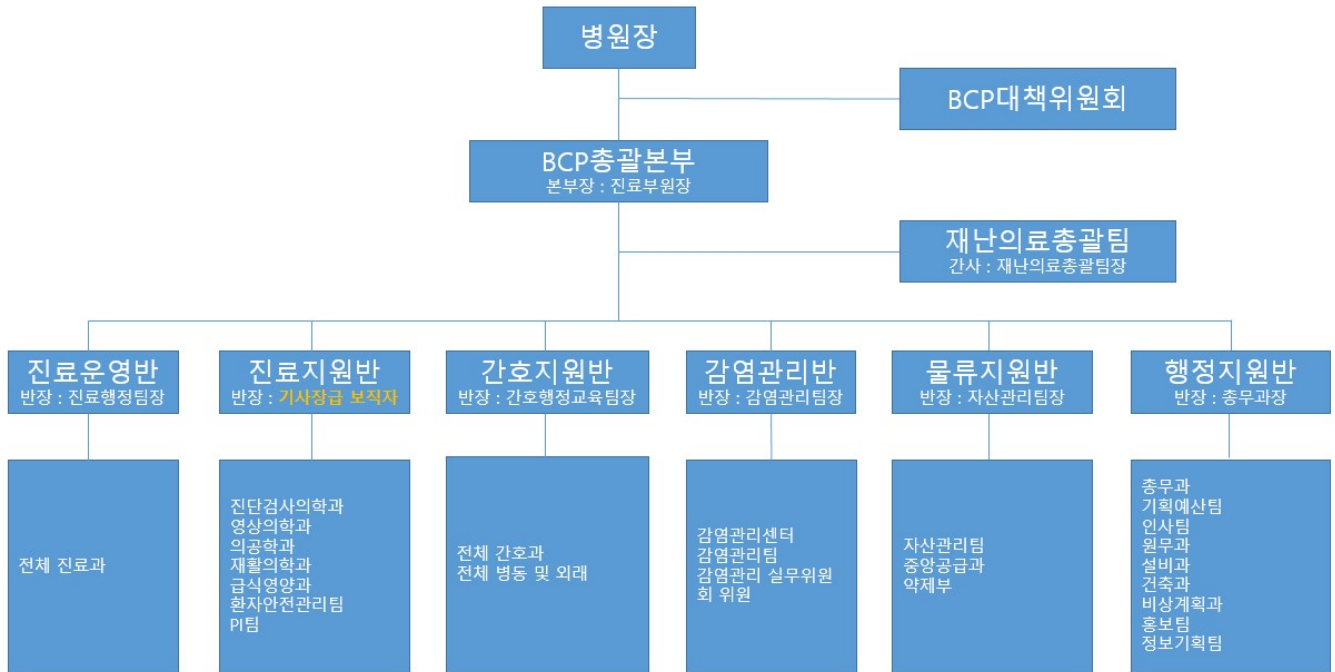 병원장
BCP대책위원회
BCP총괄본부
본부장 : 진료부원장
재난의료총괄팀
간사 : 재난의료총괄팀장
진료운영반
반장 : 진료행정팀장
진료지원반
반장 : 기사장급 보직자
간호지원반
반장 : 간호행정교육팀장
감염관리반
반장 : 감염관리팀장
물류지원반
반장 : 자산관리팀장
행정지원반
반장 : 총무과장
전체 진료과
진단검사의학과
영상의학과
의공학과
재활의학과
급식영양과
환자안전관리팀
PI팀
전체 간호과
전체 병동 및 외래
감염관리센터
감염관리팀
감염관리 실무위원
회 위원
자산관리팀
중앙공급과
약제부
총무과
기획예산팀
인사팀
원무과
설비과
건축과
비상계획과
홍보팀
정보기획팀